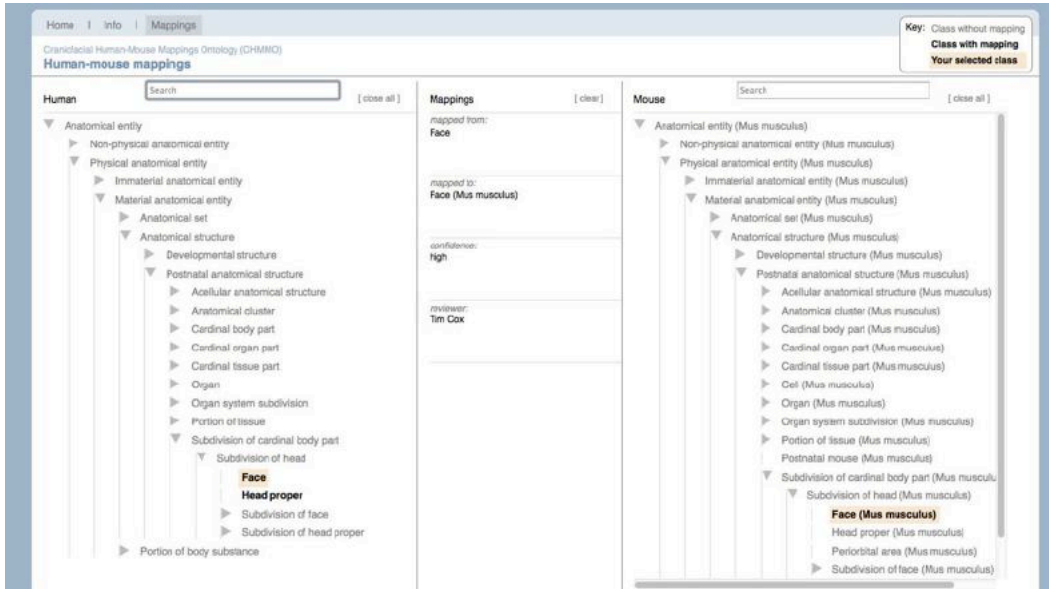 Home | Info | Mappings
Key: Class without mapping
Class with mapping
Your selected class
Craniofacial Human-Mouse Mappings Ontology (CHMMO)
Human-mouse mappings
Human
Search
[ close all ]
Anatomical entity
Non-physical anatomical entity
Physical anatomical entity
Immaterial anatomical entity
Material anatomical entity
Anatomical set
Anatomical structure
Developmental structure
Postnatal anatomical structure
Acellular anatomical structure
Anatomical cluster
Cardinal body part
Cardinal organ part
Cardinal tissue part
Organ
Organ system subdivision
Portion of tissue
Subdivision of cardinal body part
Subdivision of head
Face
Head proper
Subdivision of face
Subdivision of head proper
Portion of body substance
Mappings
[ clear ]
mapped from:
Face
mapped to:
Face (Mus musculus)
confidence:
high
reviewer:
Tim Cox
Mouse
Search
[ close all ]
Anatomical entity (Mus musculus)
Non-physical anatomical entity (Mus musculus)
Physical anatomical entity (Mus musculus)
Immaterial anatomical entity (Mus musculus)
Material anatomical entity (Mus musculus)
Anatomical set (Mus musculus)
Anatomical structure (Mus musculus)
Developmental structure (Mus musculus)
Postnatal anatomical structure (Mus musculus)
Acellular anatomical structure (Mus musculus)
Anatomical cluster (Mus musculus)
Cardinal body part (Mus musculus)
Cardinal organ part (Mus musculus)
Cardinal tissue part (Mus musculus)
Cell (Mus musculus)
Organ (Mus musculus)
Organ system subdivision (Mus musculus)
Portion of tissue (Mus musculus)
Postnatal mouse (Mus musculus)
Subdivision of cardinal body part (Mus musculu
Subdivision of head (Mus musculus)
Face (Mus musculus)
Head proper (Mus musculus)
Periorbital area (Mus musculus)
Subdivision of face (Mus musculus)